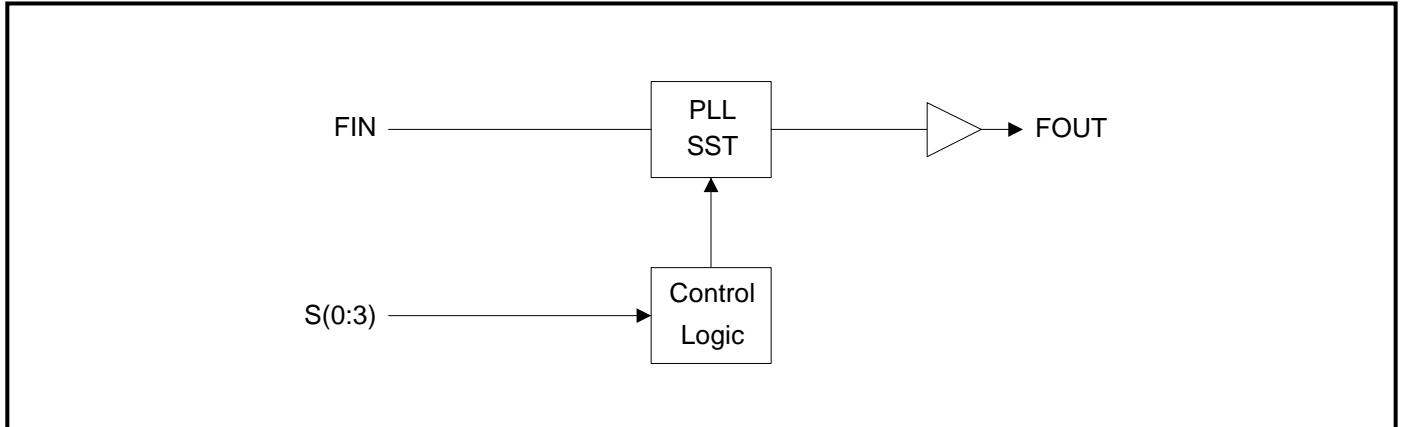 FIN
PLL
SST
FOUT
S(0:3)
Control
Logic